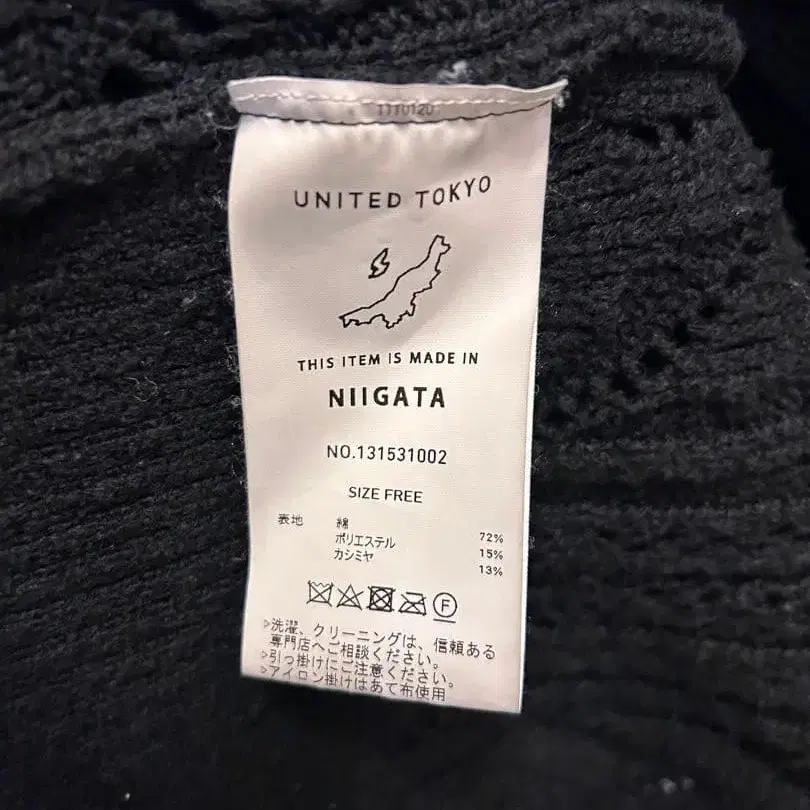 UNITED TOKYO
THIS ITEM IS MADE IN
NIIGATA
NO.131531002
SIZE FREE
表地 綿 72%
ポリエステル 15%
カシミヤ 13%
F
▷洗濯、クリーニングは、信頼ある
専門店へご相談ください。
▷引っ掛けにご注意ください。
▷アイロン掛けはあて布使用